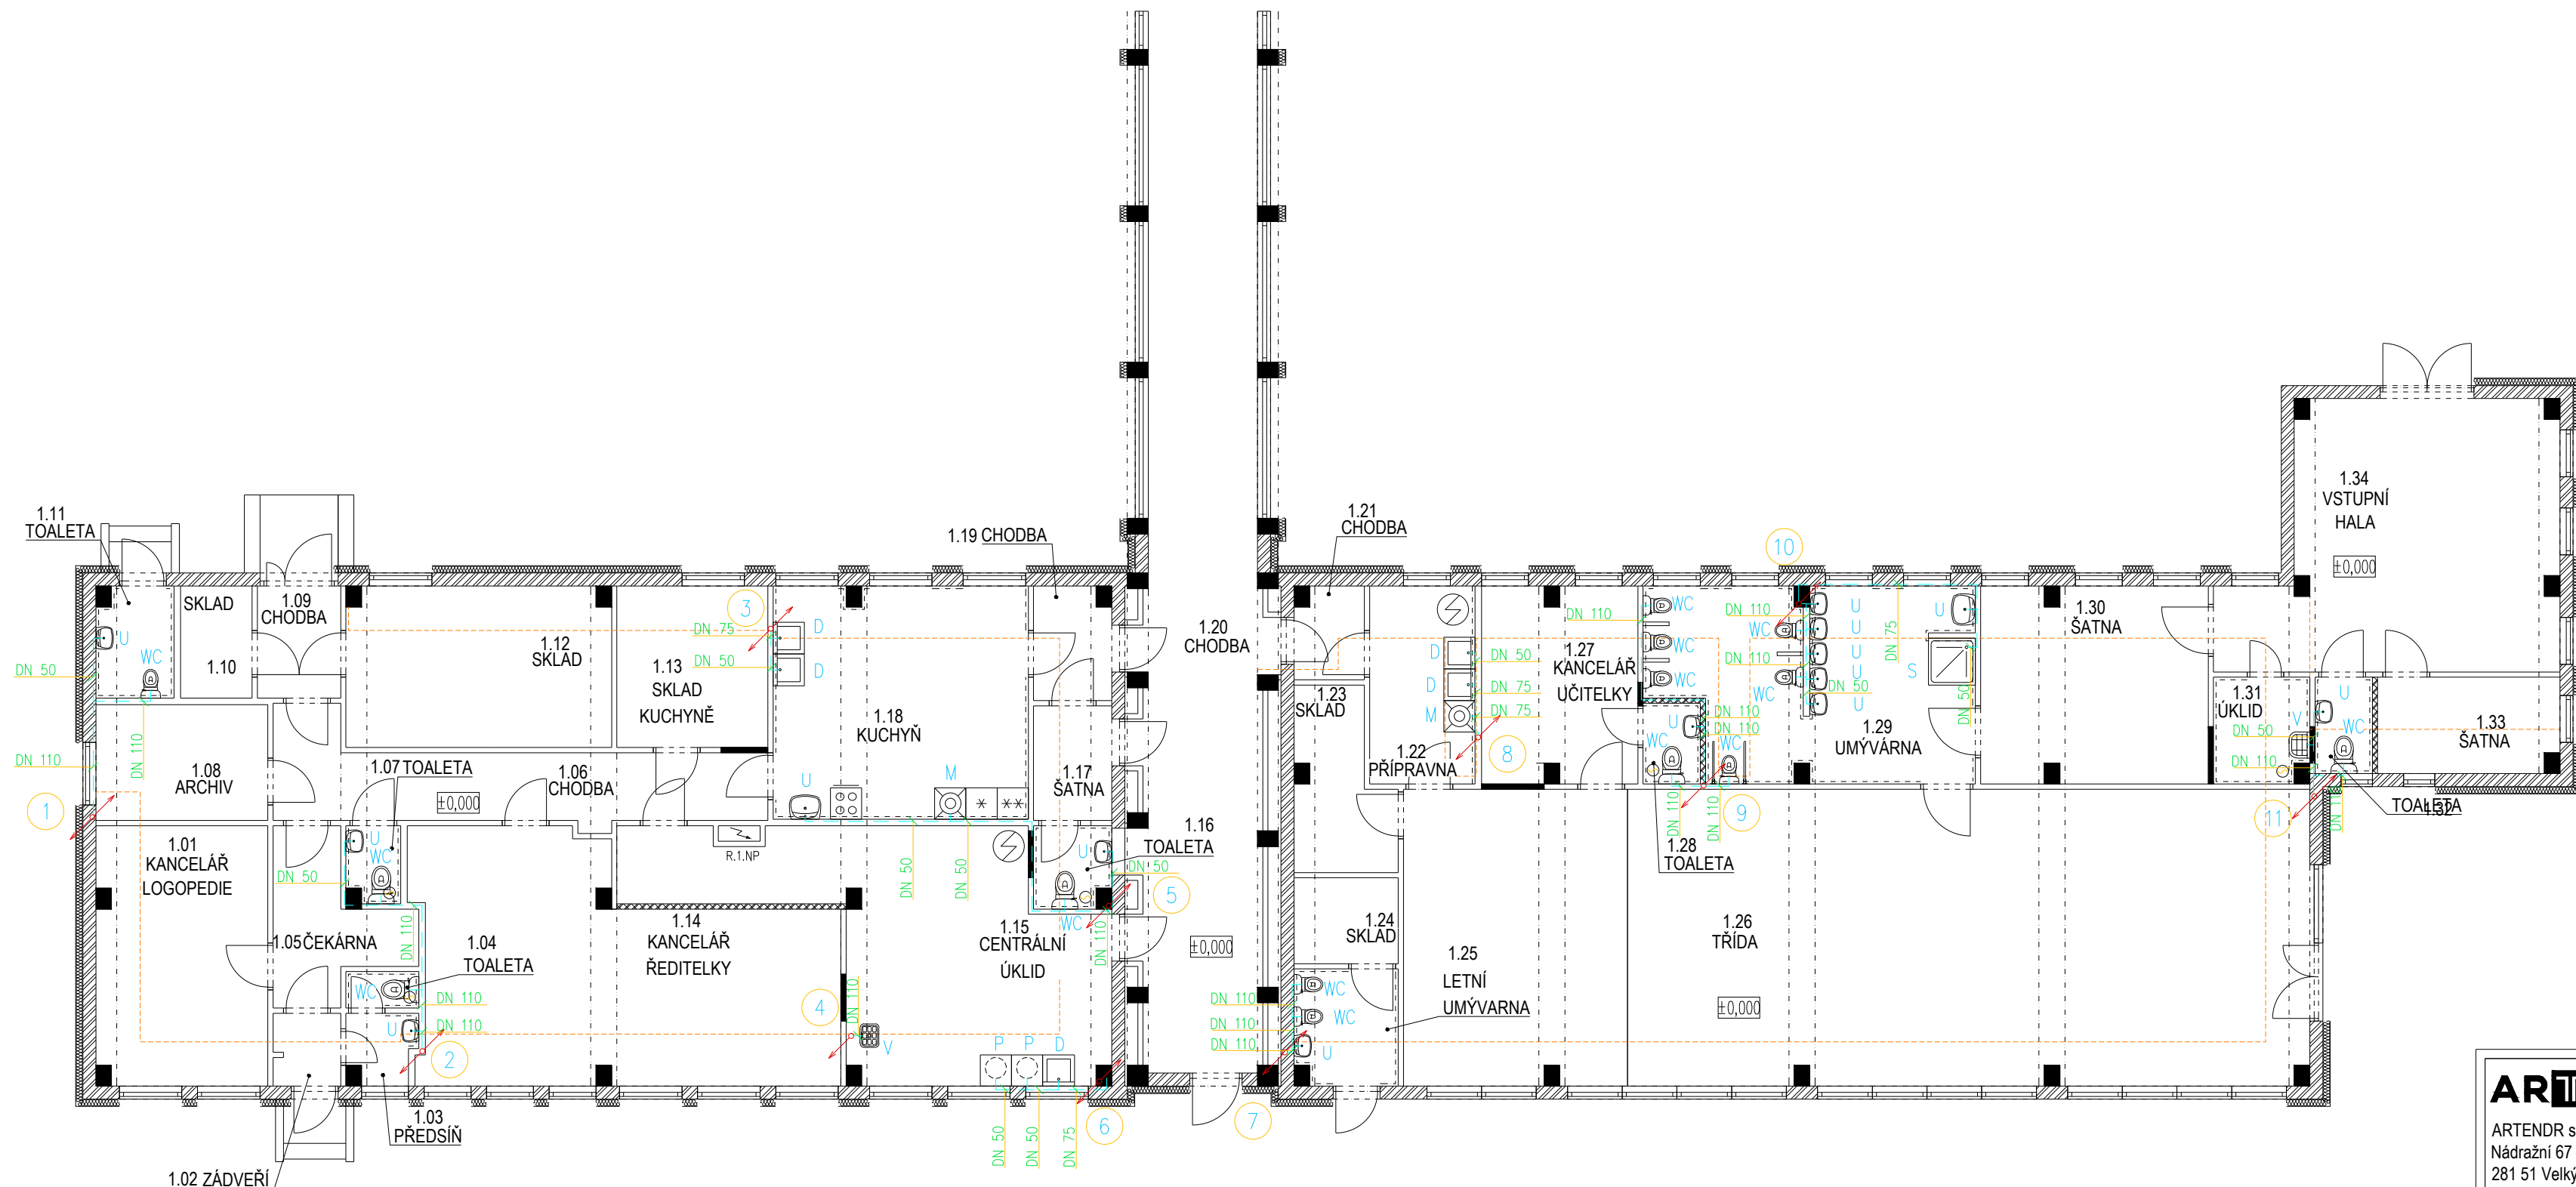 1.11
TOALETA
SKLAD
1.10
1.09
CHODBA
1.12
SKLAD
1.13
SKLAD
KUCHYNĚ
1.18
KUCHYŇ
1.19 CHODBA
1.17
ŠATNA
1.16
TOALETA
1.20
CHODBA
±0,000
1.08
ARCHIV
1.07 TOALETA
1.06
CHODBA
±0,000
1.01
KANCELÁŘ
LOGOPEDIE
1.05 ČEKÁRNA
1.04
TOALETA
1.03
PŘEDSÍŇ
1.02 ZÁDVEŘÍ
1.14
KANCELÁŘ
ŘEDITELKY
R.1.NP
1.15
CENTRÁLNÍ
ÚKLID
U
WC
DN 50
DN 110
DN 110
1
U
WC
DN 50
DN 110
WC
DN 110
U
DN 110
2
3
DN 75
DN 50
D
D
U
M
* **
DN 50
DN 50
U
WC
DN 50
DN 110
5
4
DN 110
V
P P D
DN 50
DN 50
DN 75
6
7
1.21
CHODBA
1.23
SKLAD
1.22
PŘÍPRAVNA
1.24
SKLAD
1.25
LETNÍ
UMÝVARNA
1.26
TŘÍDA
±0,000
1.27
KANCELÁŘ
UČITELKY
1.28
TOALETA
1.29
UMÝVÁRNA
1.30
ŠATNA
1.31
ÚKLID
1.32
TOALETA
1.33
ŠATNA
1.34
VSTUPNÍ
HALA
±0,000
D
D
M
DN 50
DN 75
DN 75
8
DN 110
WC
WC
WC
DN 110
WC
DN 110
WC
10
U
U
U
U
U
DN 50
DN 75
U
S
DN 50
U
WC
DN 110
DN 110
WC
DN 110
DN 110
9
DN 110
DN 110
DN 110
WC
WC
U
V
DN 50
DN 110
U
WC
DN 110
11
ARTENDR s
Nádražní 67
281 51 Velký